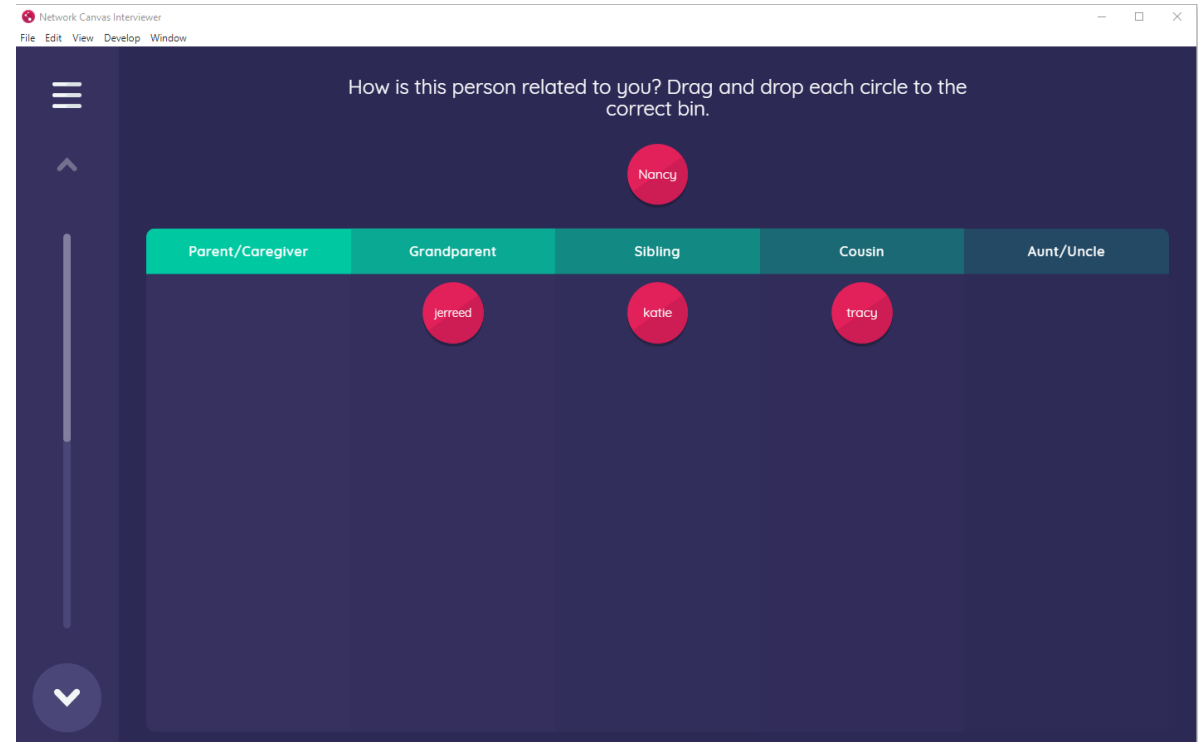 Network Canvas Interviewer
File Edit View Develop Window
How is this person related to you? Drag and drop each circle to the
correct bin.
Nancy
Parent/Caregiver Grandparent Sibling Cousin Aunt/Uncle
jerreed katie tracy